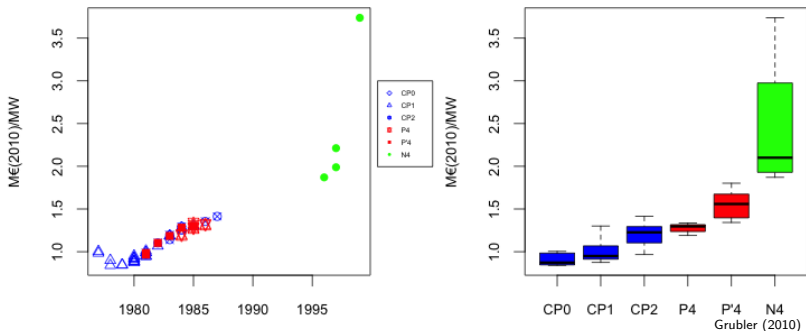 M€(2010)/MW
3.5
3.0
2.5
2.0
1.5
1.0
1980 1985 1990 1995
CP0
CP1
CP2
P4
P'4
N4
M€(2010)/MW
3.5
3.0
2.5
2.0
1.5
1.0
CP0 CP1 CP2 P4 P'4 N4
Grubler (2010)